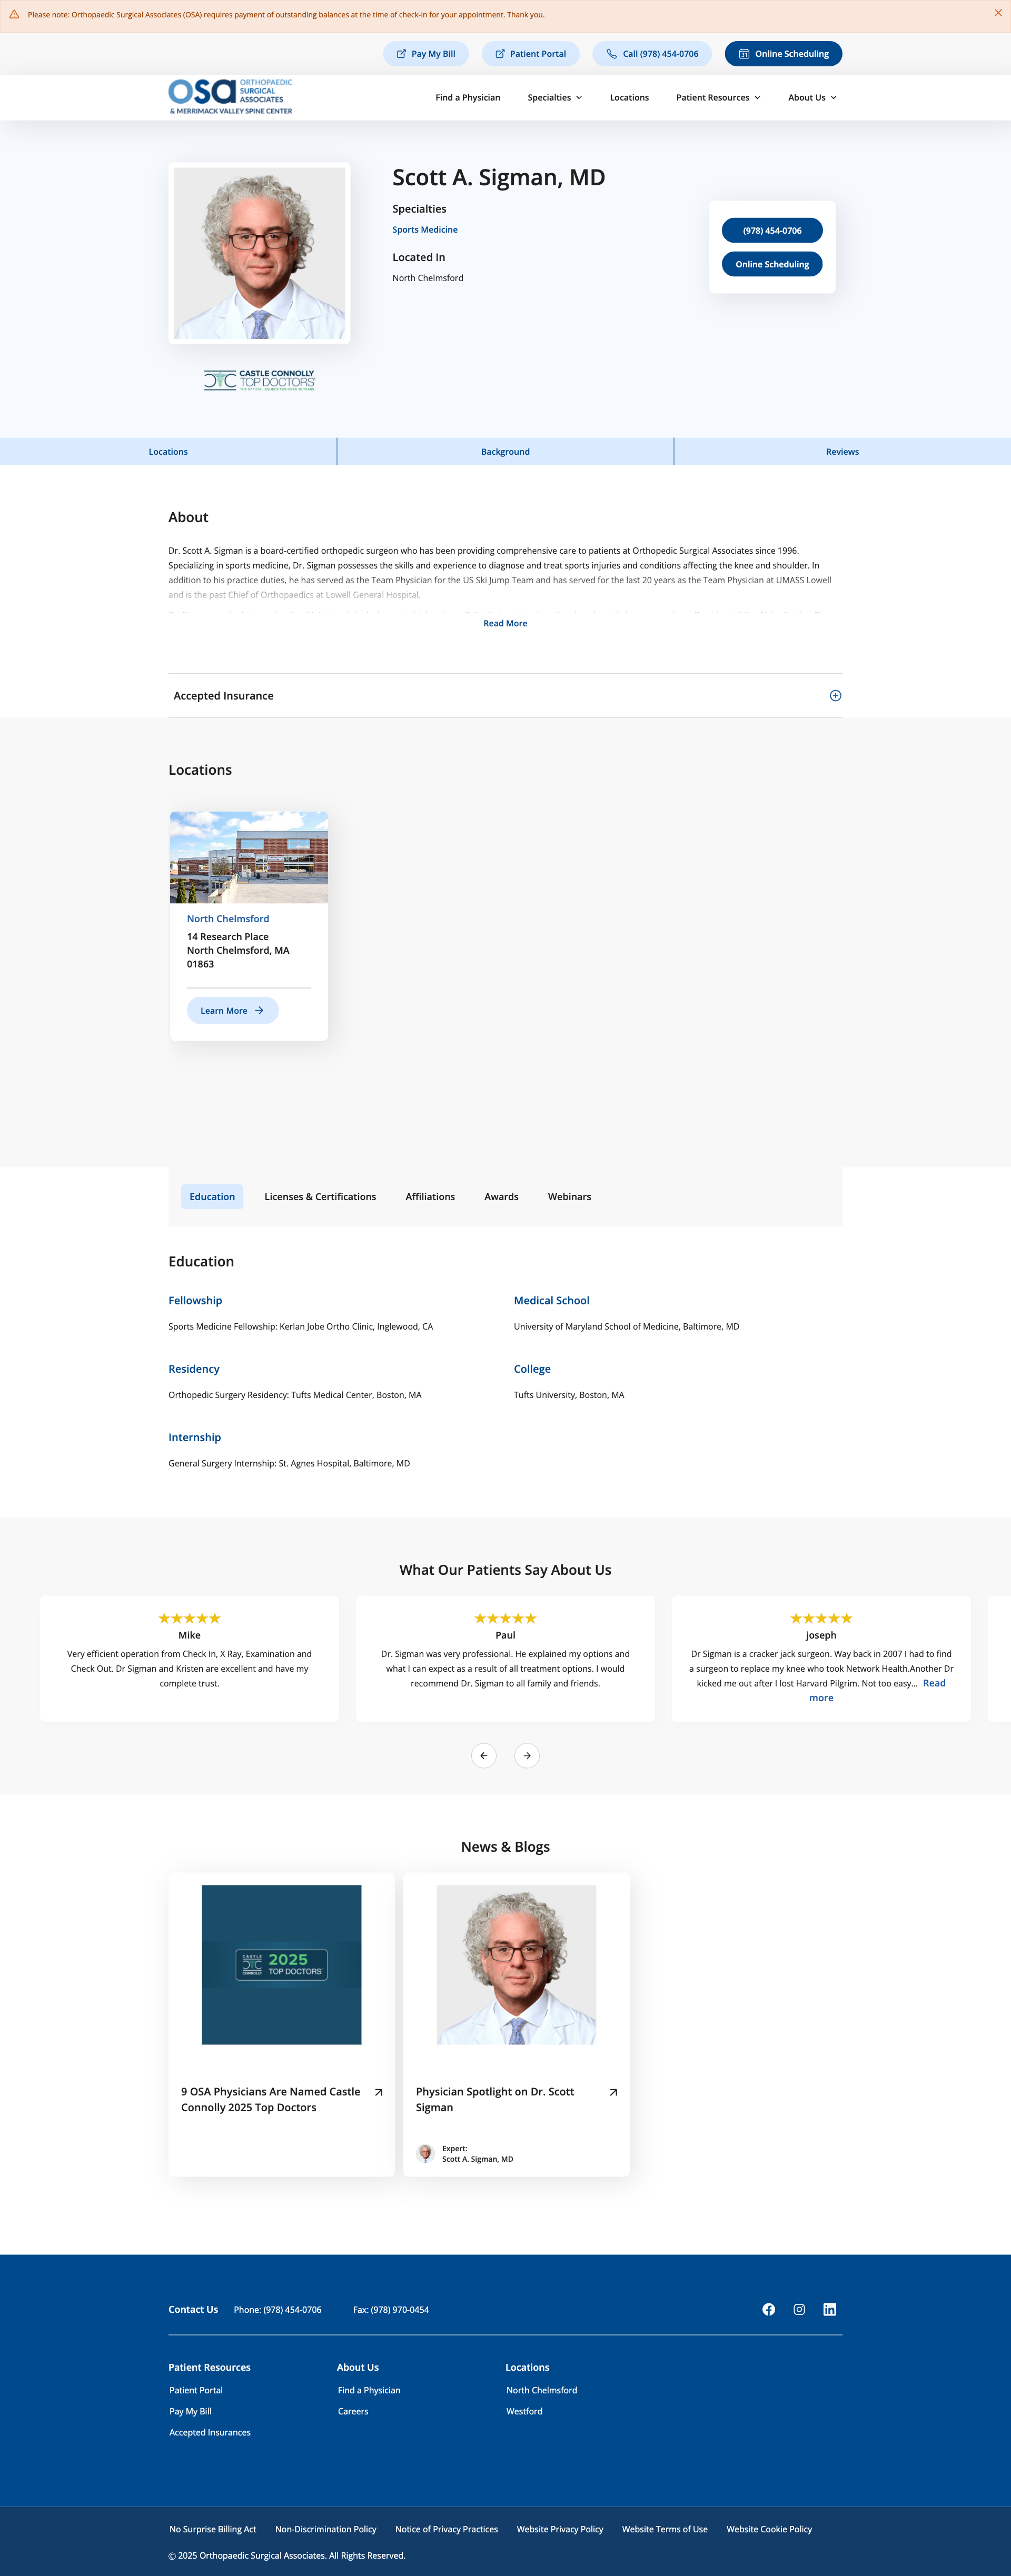 Please note: Orthopaedic Surgical Associates (OSA) requires payment of outstanding balances at the time of check-in for your appointment. Thank you.
Pay My Bill
Patient Portal
Call (978) 454-0706
Online Scheduling
OSA ORTHOPAEDIC
SURGICAL
ASSOCIATES
& MERRIMACK VALLEY SPINE CENTER
Find a Physician
Specialties
Locations
Patient Resources
About Us
Scott A. Sigman, MD
Specialties
Sports Medicine
Located In
North Chelmsford
(978) 454-0706
Online Scheduling
CASTLE CONNOLLY
TOP DOCTORS
Locations
Background
Reviews
About
Dr. Scott A. Sigman is a board-certified orthopedic surgeon who has been providing comprehensive care to patients at Orthopedic Surgical Associates since 1996.
Specializing in sports medicine, Dr. Sigman possesses the skills and experience to diagnose and treat sports injuries and conditions affecting the knee and shoulder. In
addition to his practice duties, he has served as the Team Physician for the US Ski Jump Team and has served for the last 20 years as the Team Physician at UMASS Lowell
and is the past Chief of Orthopaedics at Lowell General Hospital.
Read More
Accepted Insurance
Locations
North Chelmsford
14 Research Place
North Chelmsford, MA
01863
Learn More
Education
Licenses & Certifications
Affiliations
Awards
Webinars
Education
Fellowship
Sports Medicine Fellowship: Kerlan Jobe Ortho Clinic, Inglewood, CA
Medical School
University of Maryland School of Medicine, Baltimore, MD
Residency
Orthopedic Surgery Residency: Tufts Medical Center, Boston, MA
College
Tufts University, Boston, MA
Internship
General Surgery Internship: St. Agnes Hospital, Baltimore, MD
What Our Patients Say About Us
Mike
Very efficient operation from Check In, X Ray, Examination and
Check Out. Dr Sigman and Kristen are excellent and have my
complete trust.
Paul
Dr. Sigman was very professional. He explained my options and
what I can expect as a result of all treatment options. I would
recommend Dr. Sigman to all family and friends.
joseph
Dr Sigman is a cracker jack surgeon. Way back in 2007 I had to find
a surgeon to replace my knee who took Network Health.Another Dr
kicked me out after I lost Harvard Pilgrim. Not too easy... Read
more
News & Blogs
CASTLE
CONNOLLY
2025
TOP DOCTORS
9 OSA Physicians Are Named Castle
Connolly 2025 Top Doctors
Physician Spotlight on Dr. Scott
Sigman
Expert:
Scott A. Sigman, MD
Contact Us
Phone: (978) 454-0706
Fax: (978) 970-0454
Patient Resources
Patient Portal
Pay My Bill
Accepted Insurances
About Us
Find a Physician
Careers
Locations
North Chelmsford
Westford
No Surprise Billing Act
Non-Discrimination Policy
Notice of Privacy Practices
Website Privacy Policy
Website Terms of Use
Website Cookie Policy
© 2025 Orthopaedic Surgical Associates. All Rights Reserved.